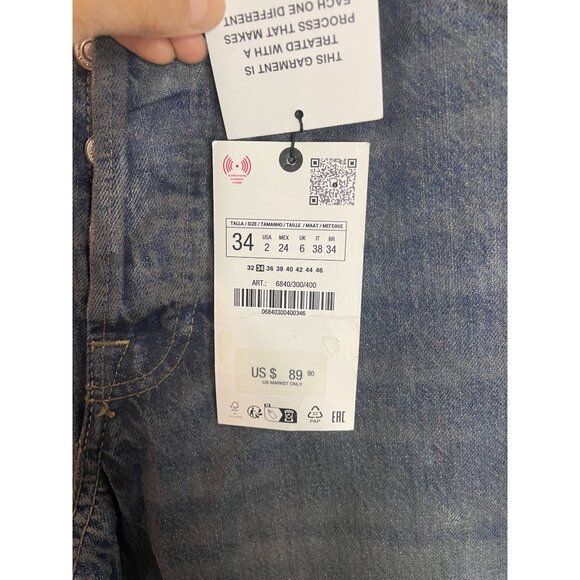 EACH ONE DIFFERENT
PROCESS THAT MAKES
TREATED WITH A
THIS GARMENT IS
TALLA / SIZE / TAMANHO / TAILLE / MAAT / ΜΕΓΕΘΟΣ
34 USA MEX UK IT BR
2 24 6 38 34
32 34 36 38 40 42 44 46
ART.: 6840/300/400
06840300400346
US $ 89 90
US MARKET ONLY
PAP
EAC